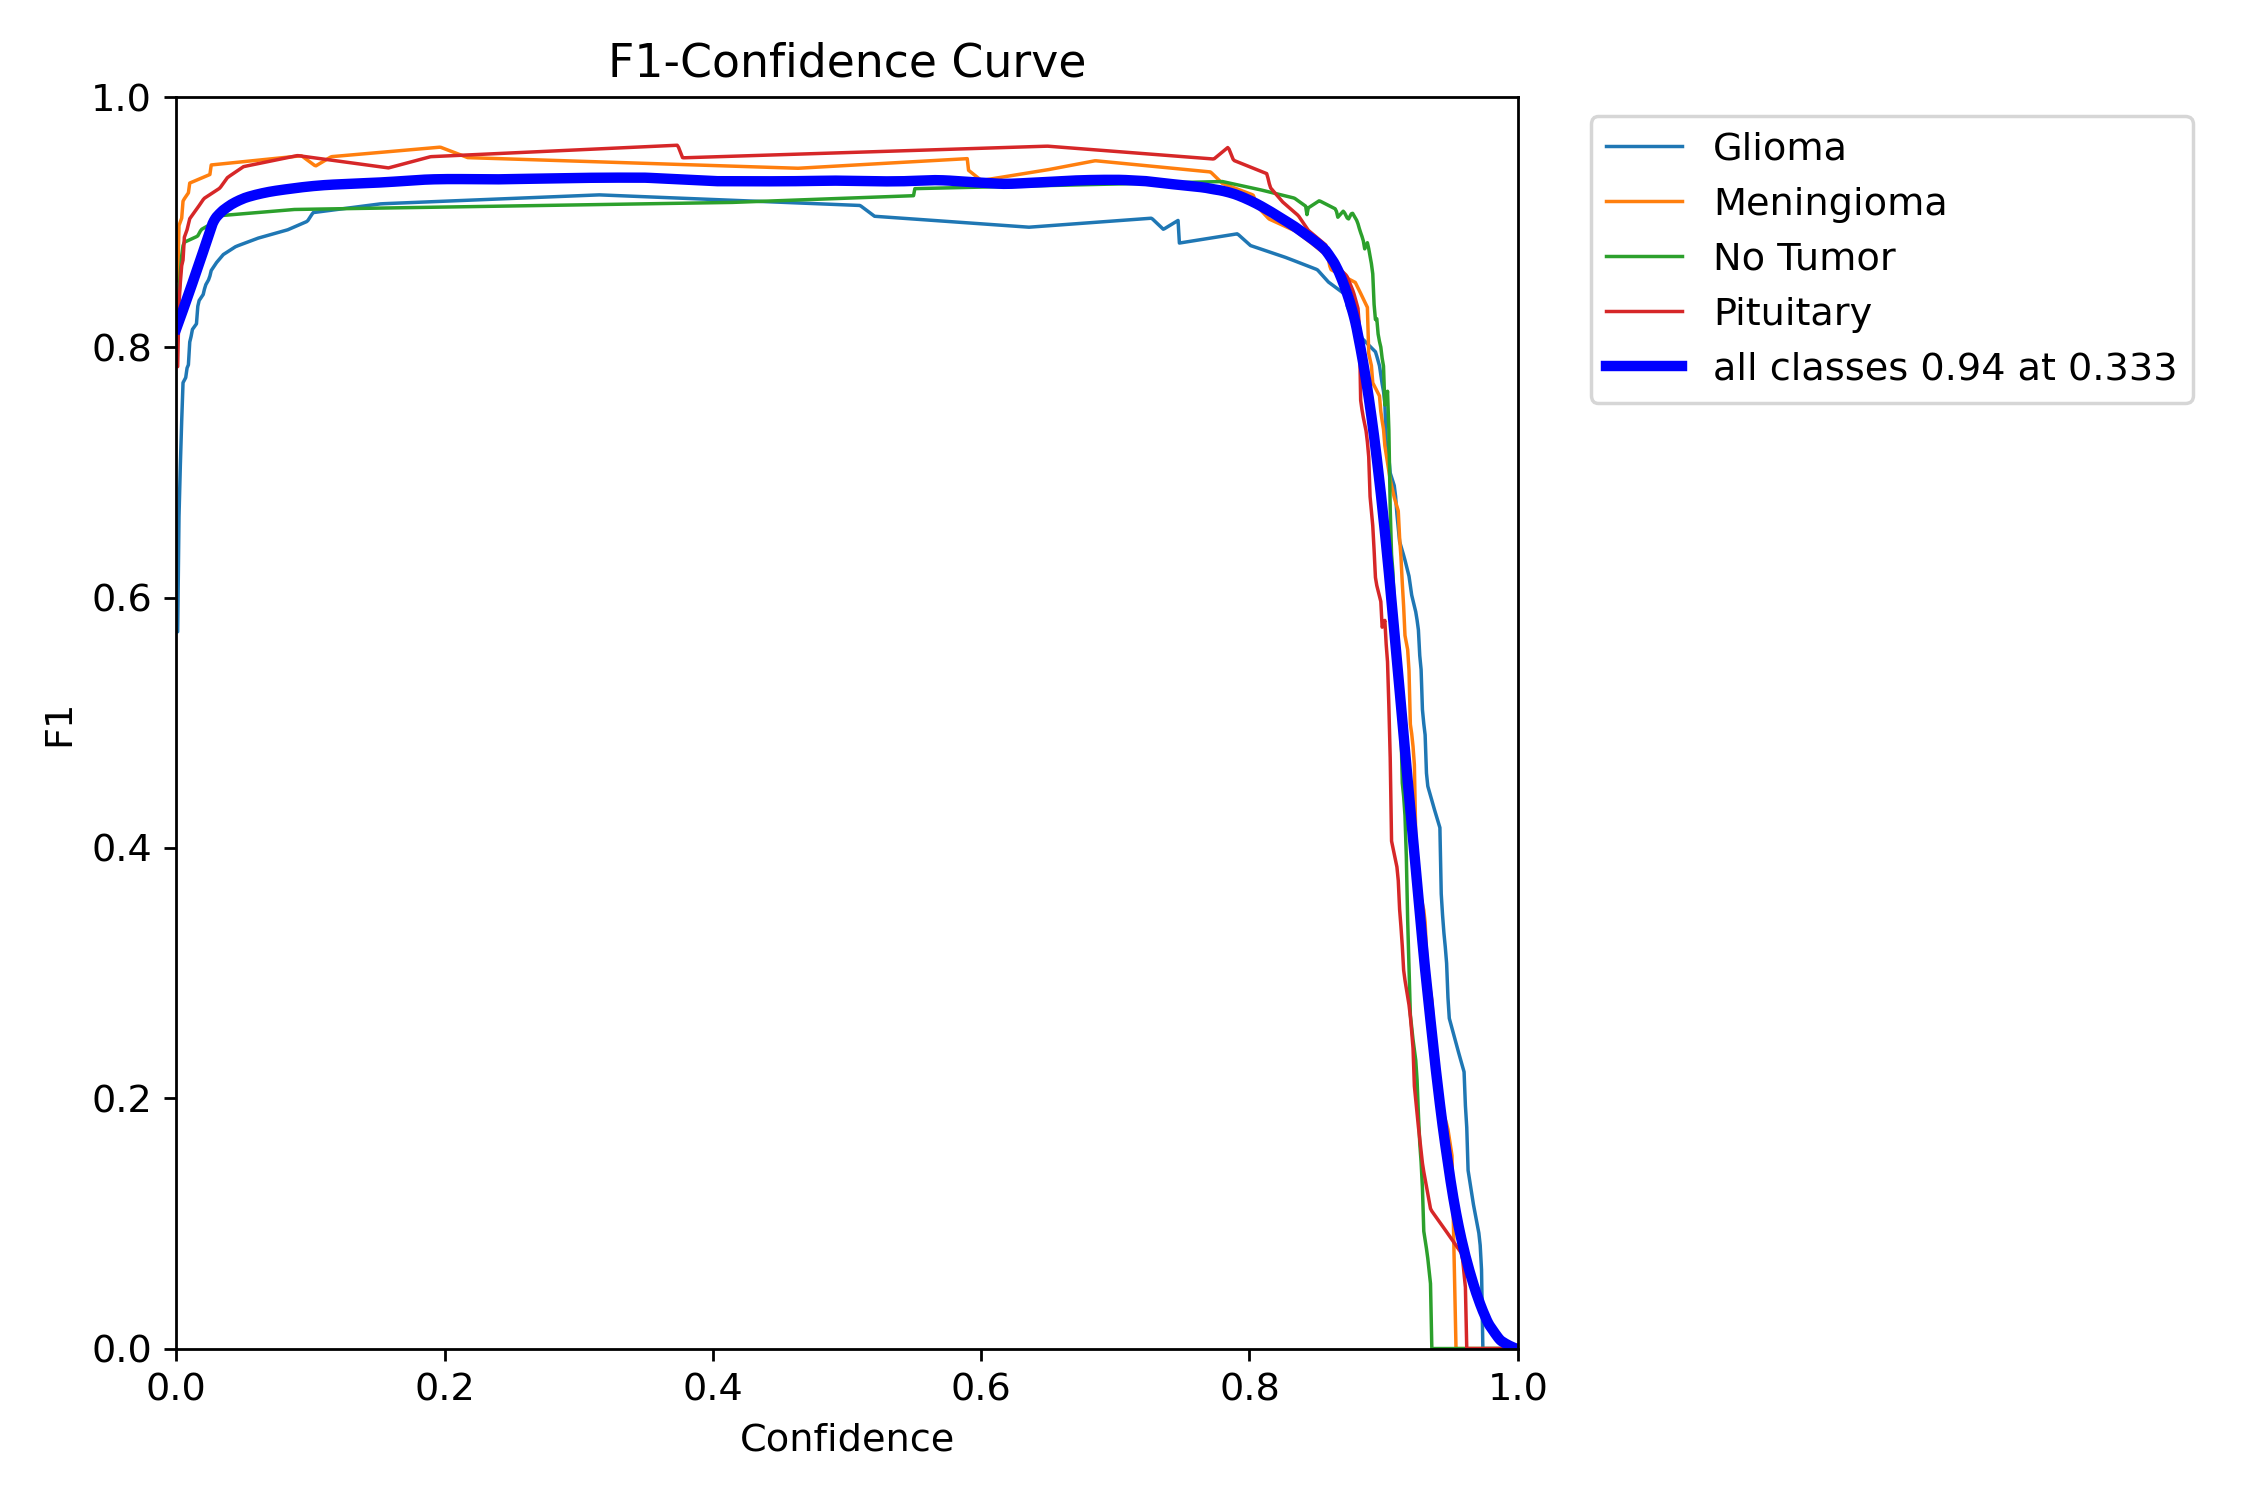 F1-Confidence Curve
1.0
0.8
0.6
0.4
0.2
0.0
F1
0.0 0.2 0.4 0.6 0.8 1.0
Confidence
Glioma
Meningioma
No Tumor
Pituitary
all classes 0.94 at 0.333